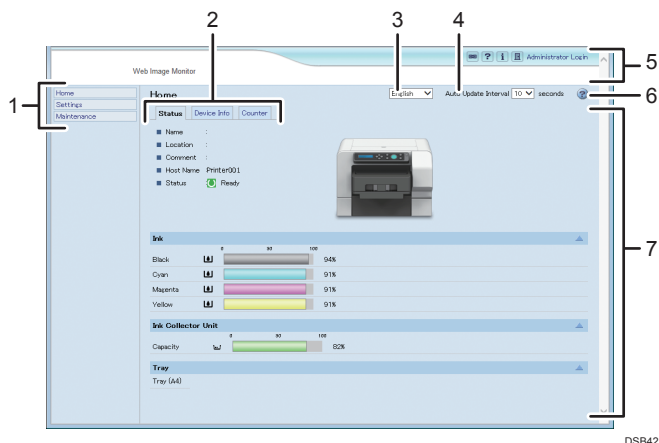 2 3 4
Administrator Login 5
Web Image Monitor
1 Home Home English Auto Update Interval 10 seconds 6
Settings Status Device Info Counter
Maintenance 7
Name :
Location :
Comment :
Host Name Printer001
Status Ready
Ink
0 50 100
Black 94%
Cyan 91%
Magenta 91%
Yellow 91%
Ink Collector Unit
0 50 100
Capacity 82%
Tray
Tray (A4)
DSB42